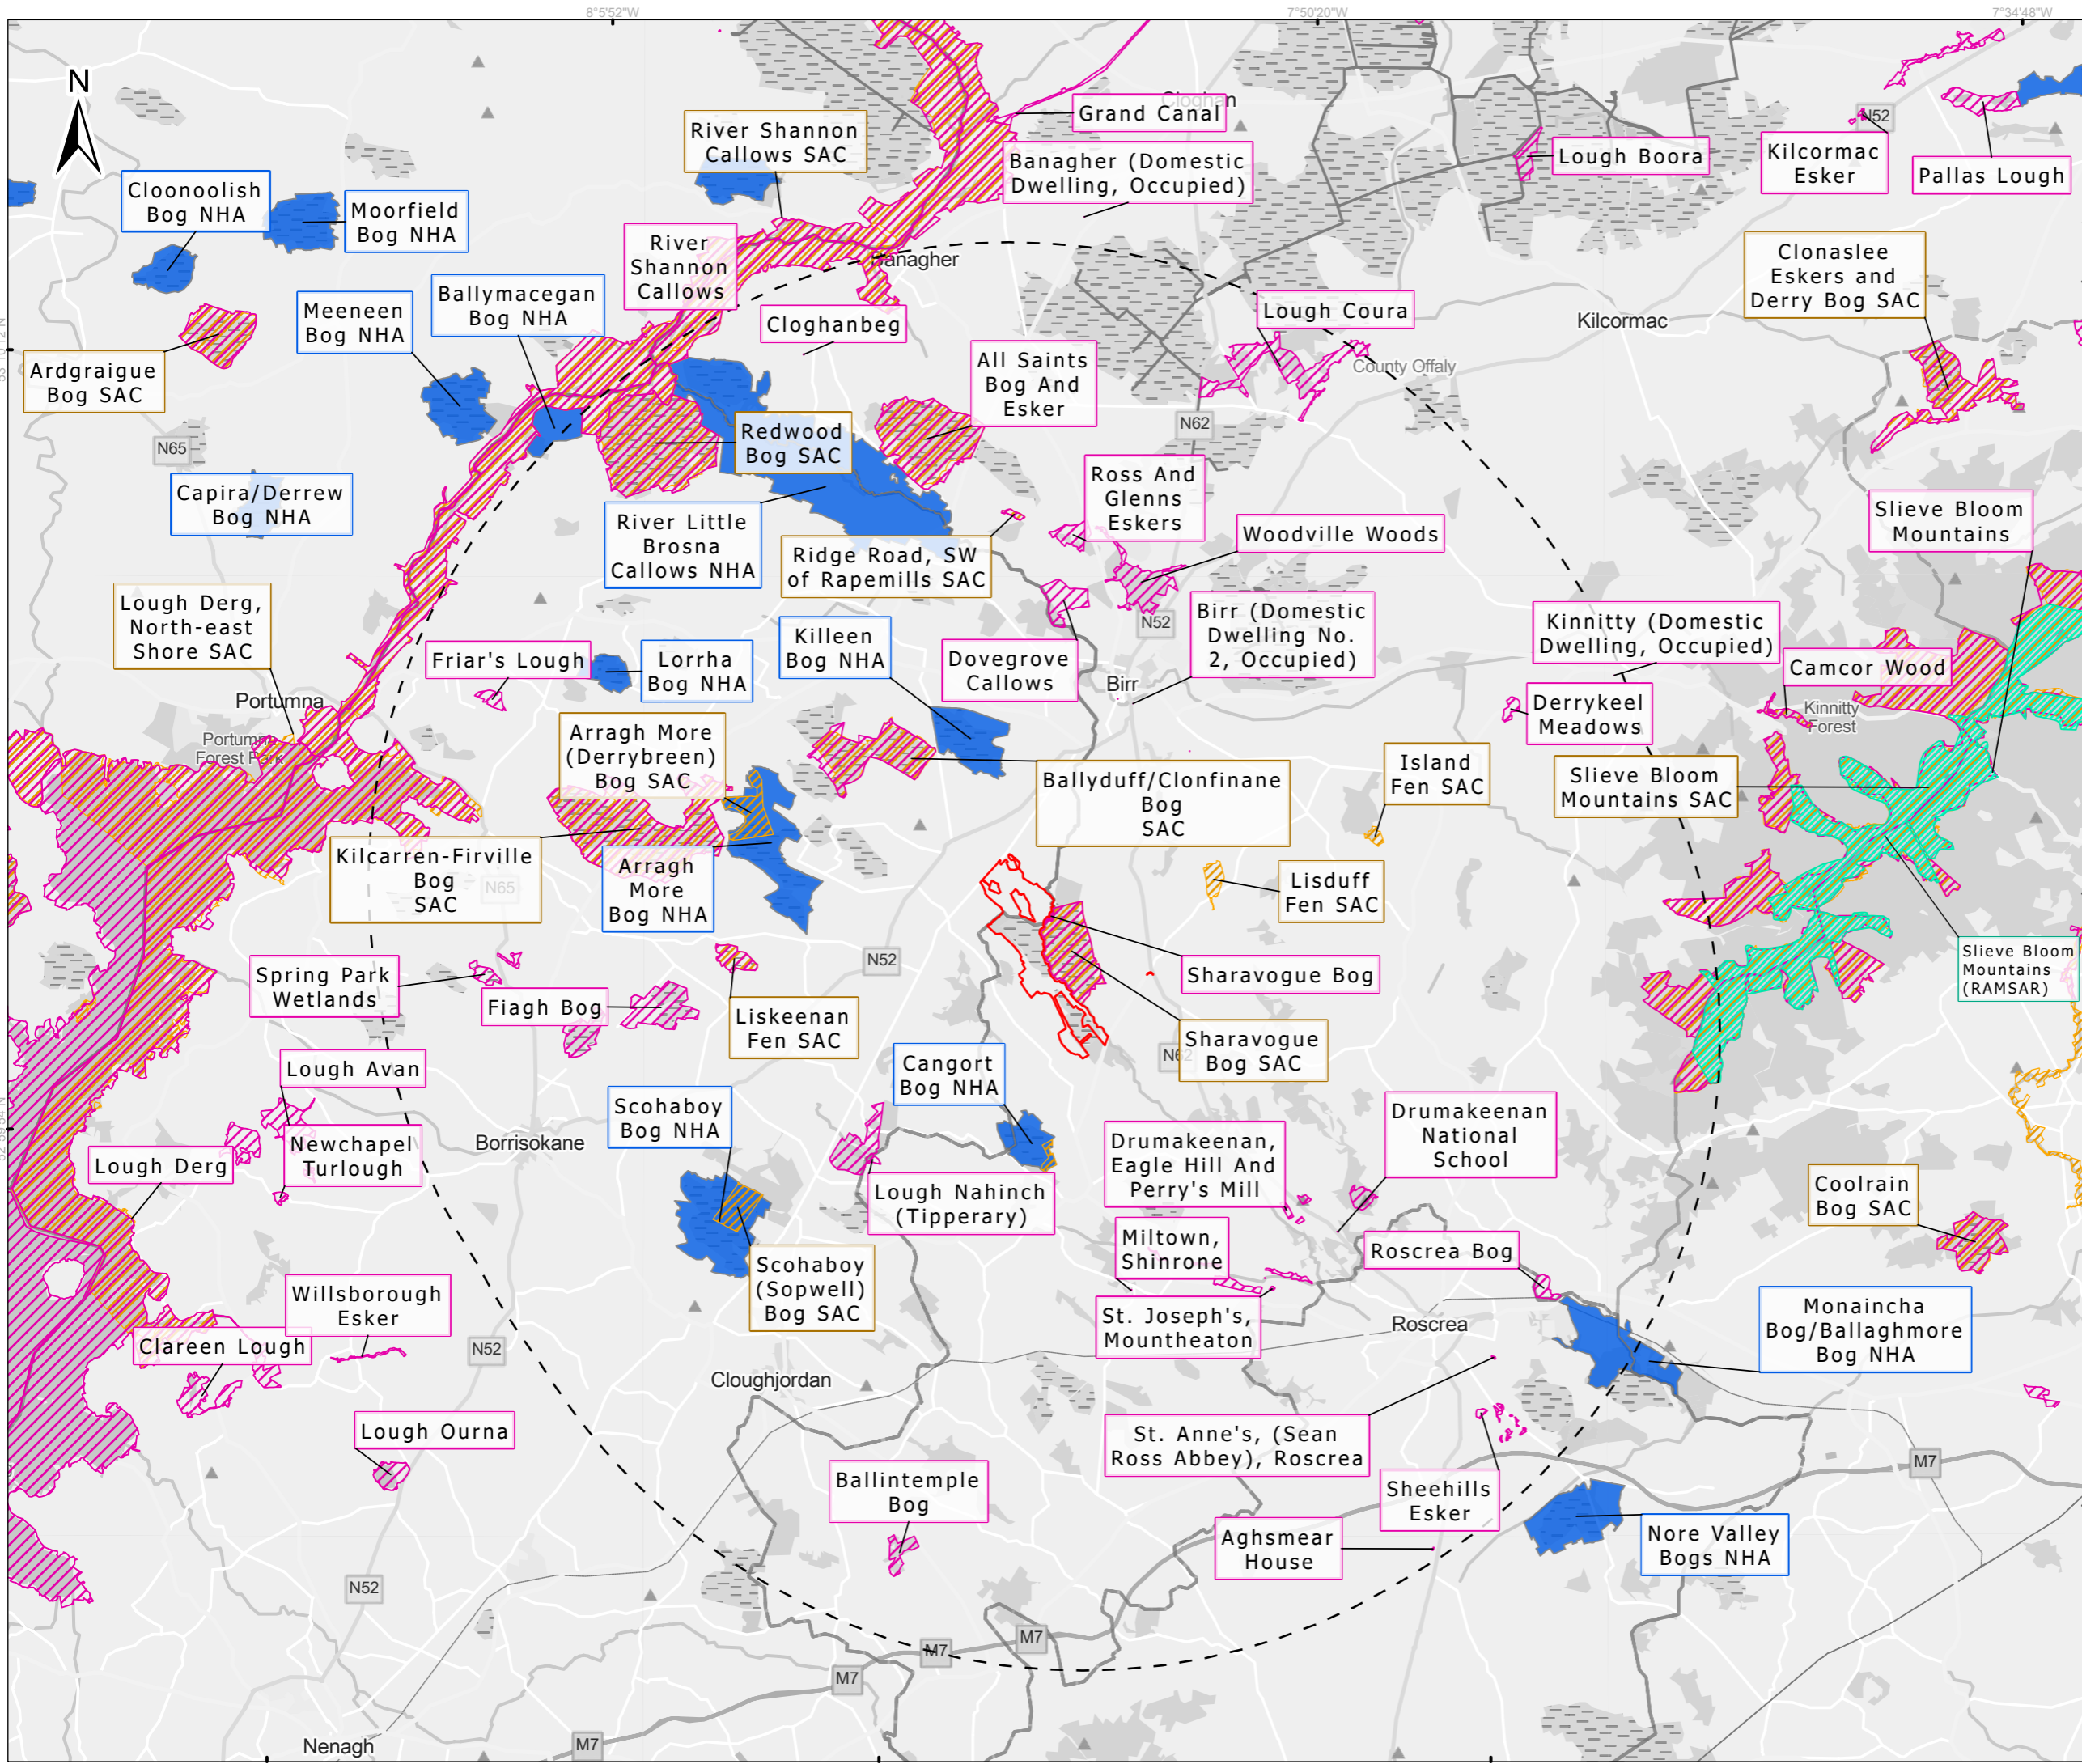 8°5'52"W
7°50'20"W
7°34'48"W
N
River Shannon
Callows SAC
Cloghan
Grand Canal
Banagher (Domestic
Dwelling, Occupied)
Lough Boora
N52
Kilcormac
Esker
Pallas Lough
Cloonoolish
Bog NHA
Moorfield
Bog NHA
River
Shannon
Callows
Banagher
Clonaslee
Eskers and
Derry Bog SAC
Meeneen
Bog NHA
Ballymacegan
Bog NHA
Cloghanbeg
Lough Coura
Kilcormac
County Offaly
Ardgraigue
Bog SAC
All Saints
Bog And
Esker
N65
Redwood
Bog SAC
N62
Capira/Derrew
Bog NHA
River Little
Brosna
Callows NHA
Ross And
Glenns
Eskers
Slieve Bloom
Mountains
Ridge Road, SW
of Rapemills SAC
Woodville Woods
Lough Derg,
North-east
Shore SAC
N52
Birr (Domestic
Dwelling No.
2, Occupied)
Kinnitty (Domestic
Dwelling, Occupied)
Friar's Lough
Lorrha
Bog NHA
Killeen
Bog NHA
Dovegrove
Callows
Birr
Camcor Wood
Derrykeel
Meadows
Kinnitty
Forest
Portumna
Portumna
Forest Park
Arragh More
(Derrybreen)
Bog SAC
Ballyduff/Clonfinane
Bog
SAC
Island
Fen SAC
Slieve Bloom
Mountains SAC
Kilcarren-Firville
Bog
SAC
N65
Arragh
More
Bog NHA
Lisduff
Fen SAC
Spring Park
Wetlands
Fiagh Bog
N52
Liskeenan
Fen SAC
Sharavogue Bog
Slieve Bloom
Mountains
(RAMSAR)
Sharavogue
Bog SAC
N62
Lough Avan
Cangort
Bog NHA
Scohaboy
Bog NHA
Borrisokane
Newchapel
Turlough
Lough Derg
Drumakeenan,
Eagle Hill And
Perry's Mill
Drumakeenan
National
School
Lough Nahinch
(Tipperary)
Coolrain
Bog SAC
Miltown,
Shinrone
Roscrea Bog
Scohaboy
(Sopwell)
Bog SAC
Willsborough
Esker
St. Joseph's,
Mountheaton
Roscrea
Monaincha
Bog/Ballaghmore
Bog NHA
Clareen Lough
N52
Cloughjordan
Lough Ourna
St. Anne's, (Sean
Ross Abbey), Roscrea
M7
Ballintemple
Bog
Sheehills
Esker
Aghsmear
House
Nore Valley
Bogs NHA
N52
M7
M7
M7
M7
Nenagh